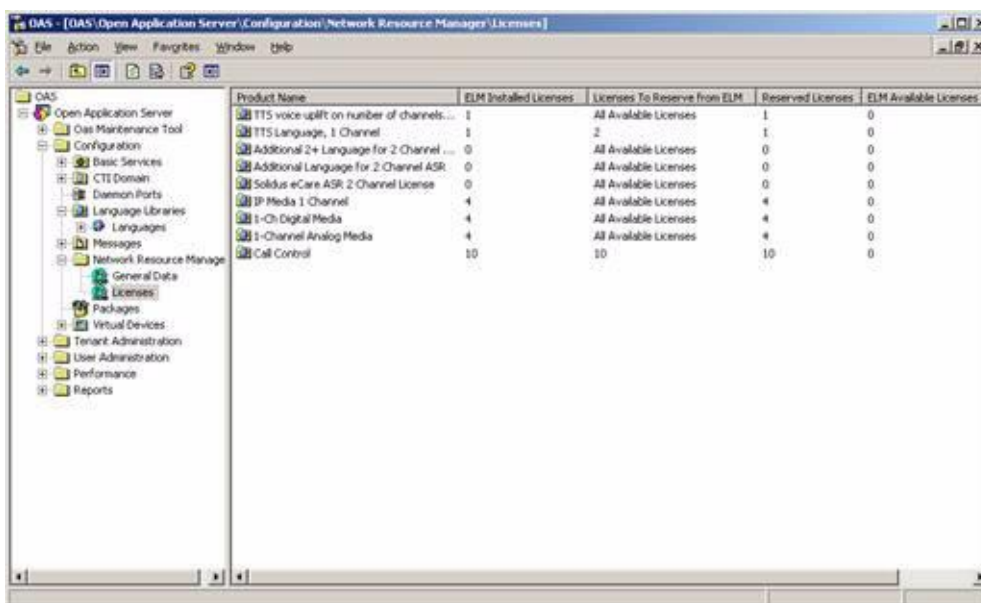 OAS - [OAS\Open Application Server\Configuration\Network Resource Manager\Licenses]
File Action View Favorites Window Help
OAS
Open Application Server
Oas Maintenance Tool
Configuration
Basic Services
CTI Domain
Daemon Ports
Language Libraries
Languages
Messages
Network Resource Manage
General Data
Licenses
Packages
Virtual Devices
Tenant Administration
User Administration
Performance
Reports
Product Name ELM Installed Licenses Licenses To Reserve from ELM Reserved Licenses ELM Available Licenses
TTS voice uplift on number of channels... 1 All Available Licenses 1 0
TTS Language, 1 Channel 1 2 1 0
Additional 2+ Language for 2 Channel ... 0 All Available Licenses 0 0
Additional Language for 2 Channel ASR 0 All Available Licenses 0 0
Solidus eCare ASR 2 Channel License 0 All Available Licenses 0 0
IP Media 1 Channel 4 All Available Licenses 4 0
1-Ch Digital Media 4 All Available Licenses 4 0
1-Channel Analog Media 4 All Available Licenses 4 0
Call Control 10 10 10 0